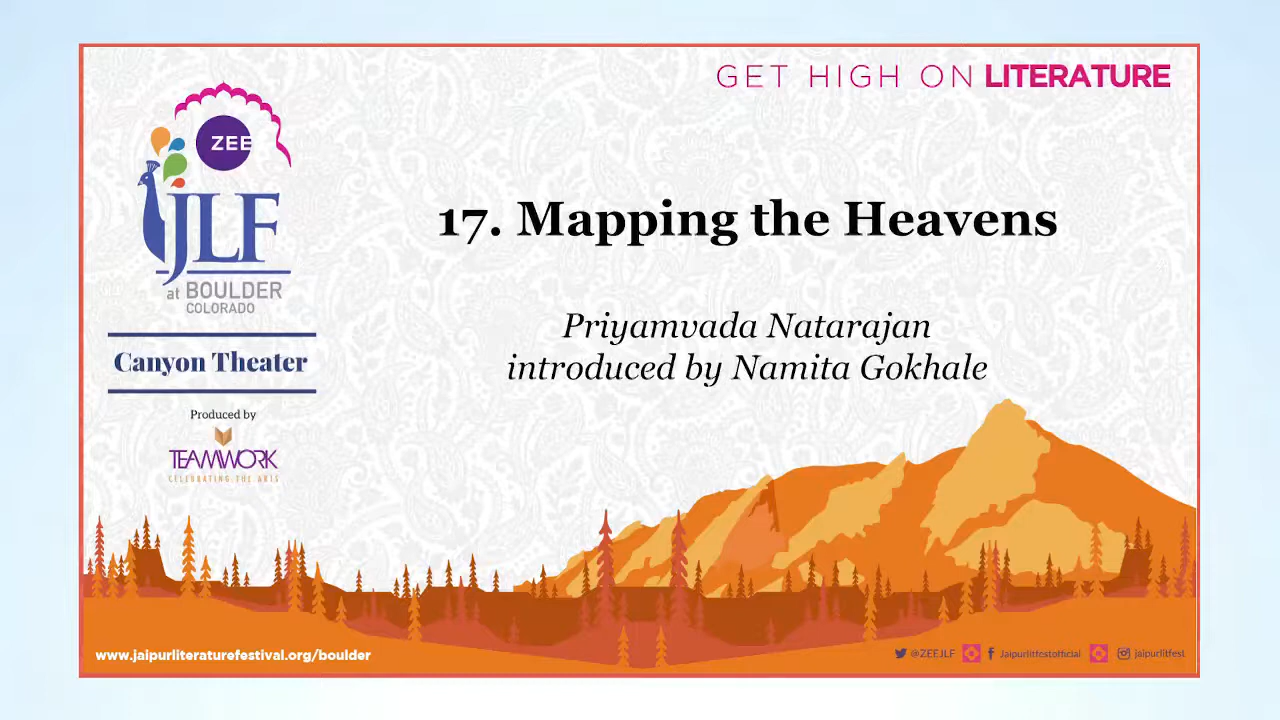 GET HIGH ON LITERATURE
ZEE
JLF
at BOULDER
COLORADO
Canyon Theater
Produced by
TEAMWORK
CELEBRATING THE ARTS
17. Mapping the Heavens
Priyamvada Natarajan
introduced by Namita Gokhale
www.jaipurliteraturefestival.org/boulder
@ZEEJLF
Jaipurlitfestofficial
jaipurlitfest